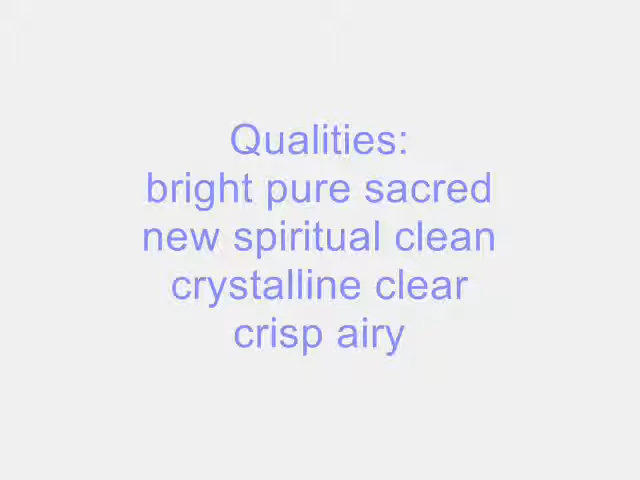 Qualities:
bright pure sacred
new spiritual clean
crystalline clear
crisp airy